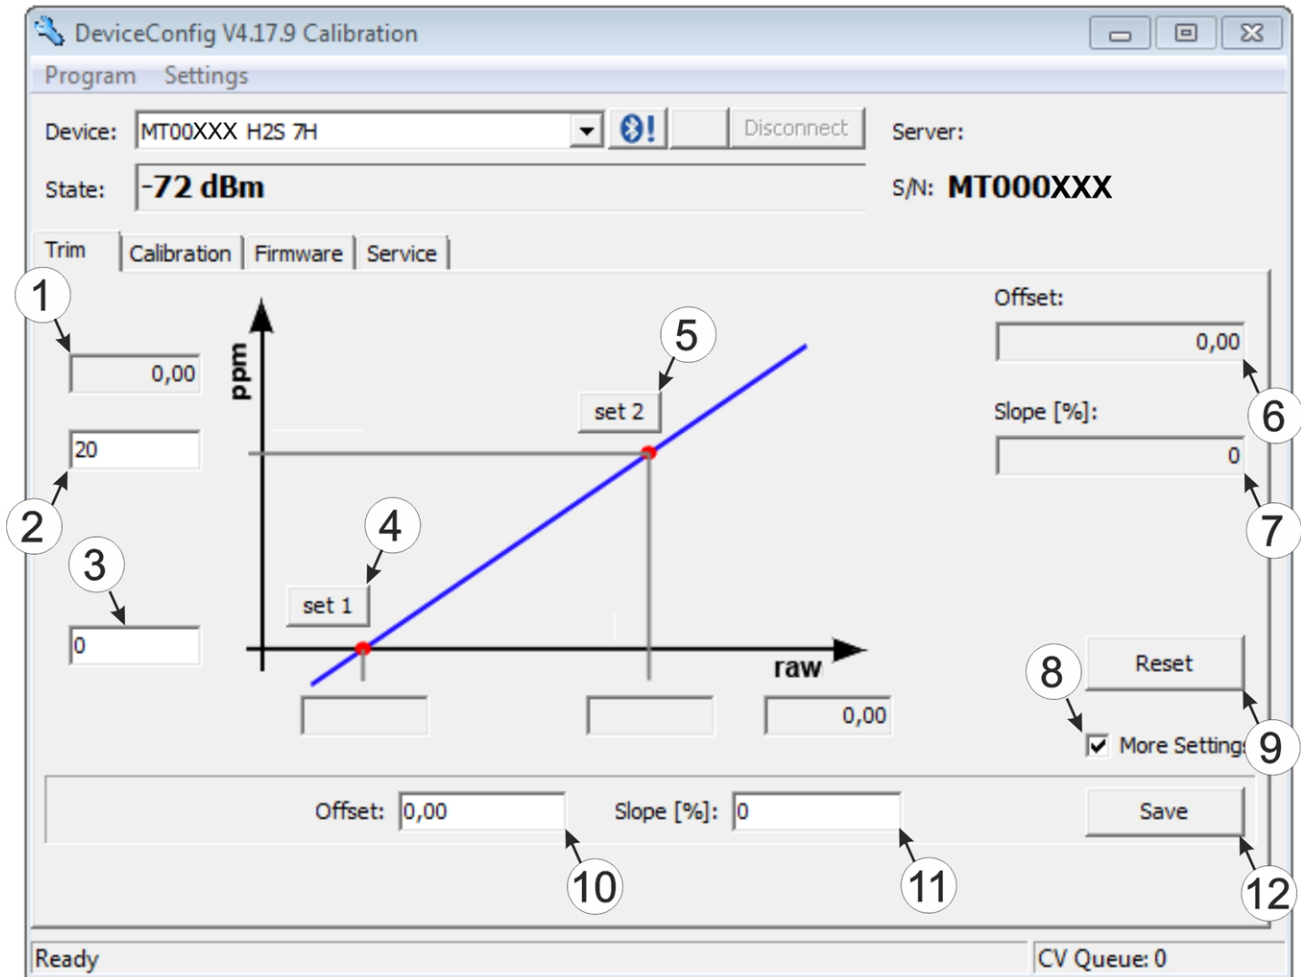 DeviceConfig V4.17.9 Calibration
Program Settings
Device: MT00XXX H2S 7H Disconnect Server:
State: -72 dBm S/N: MT000XXX
Trim Calibration Firmware Service
1
0,00
20
2
3
0
ppm
5
set 2
4
set 1
raw
0,00
Offset:
0,00
6
Slope [%]:
0
7
Reset
8
9
More Setting
Offset: 0,00 Slope [%]: 0 Save
10 11 12
Ready CV Queue: 0